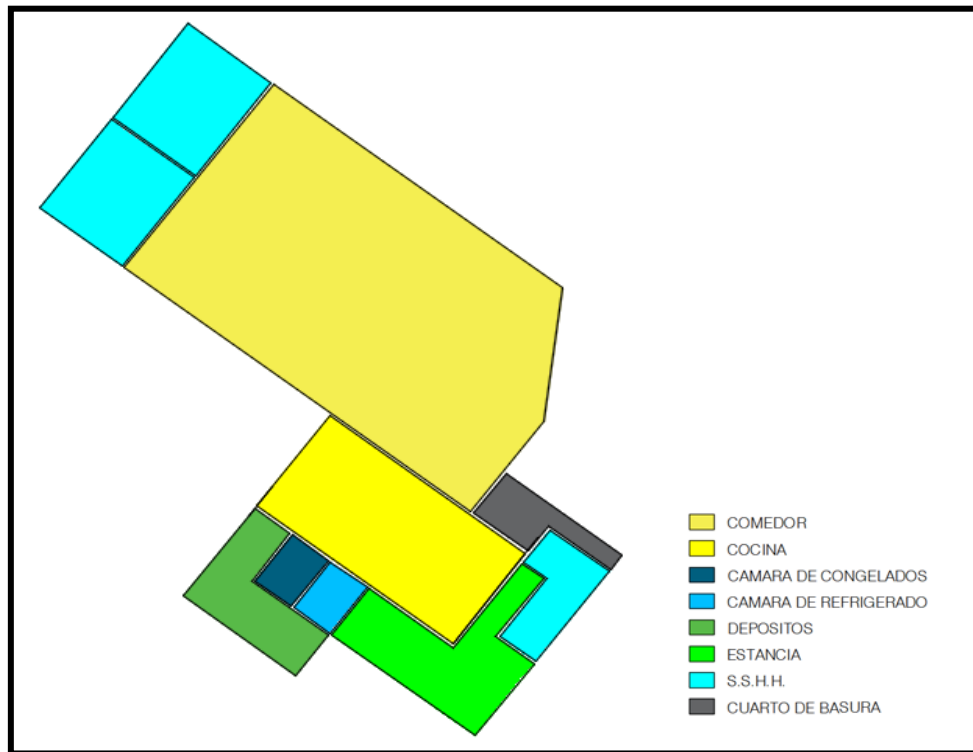 COMEDOR
COCINA
CAMARA DE CONGELADOS
CAMARA DE REFRIGERADO
DEPOSITOS
ESTANCIA
S.S.H.H.
CUARTO DE BASURA